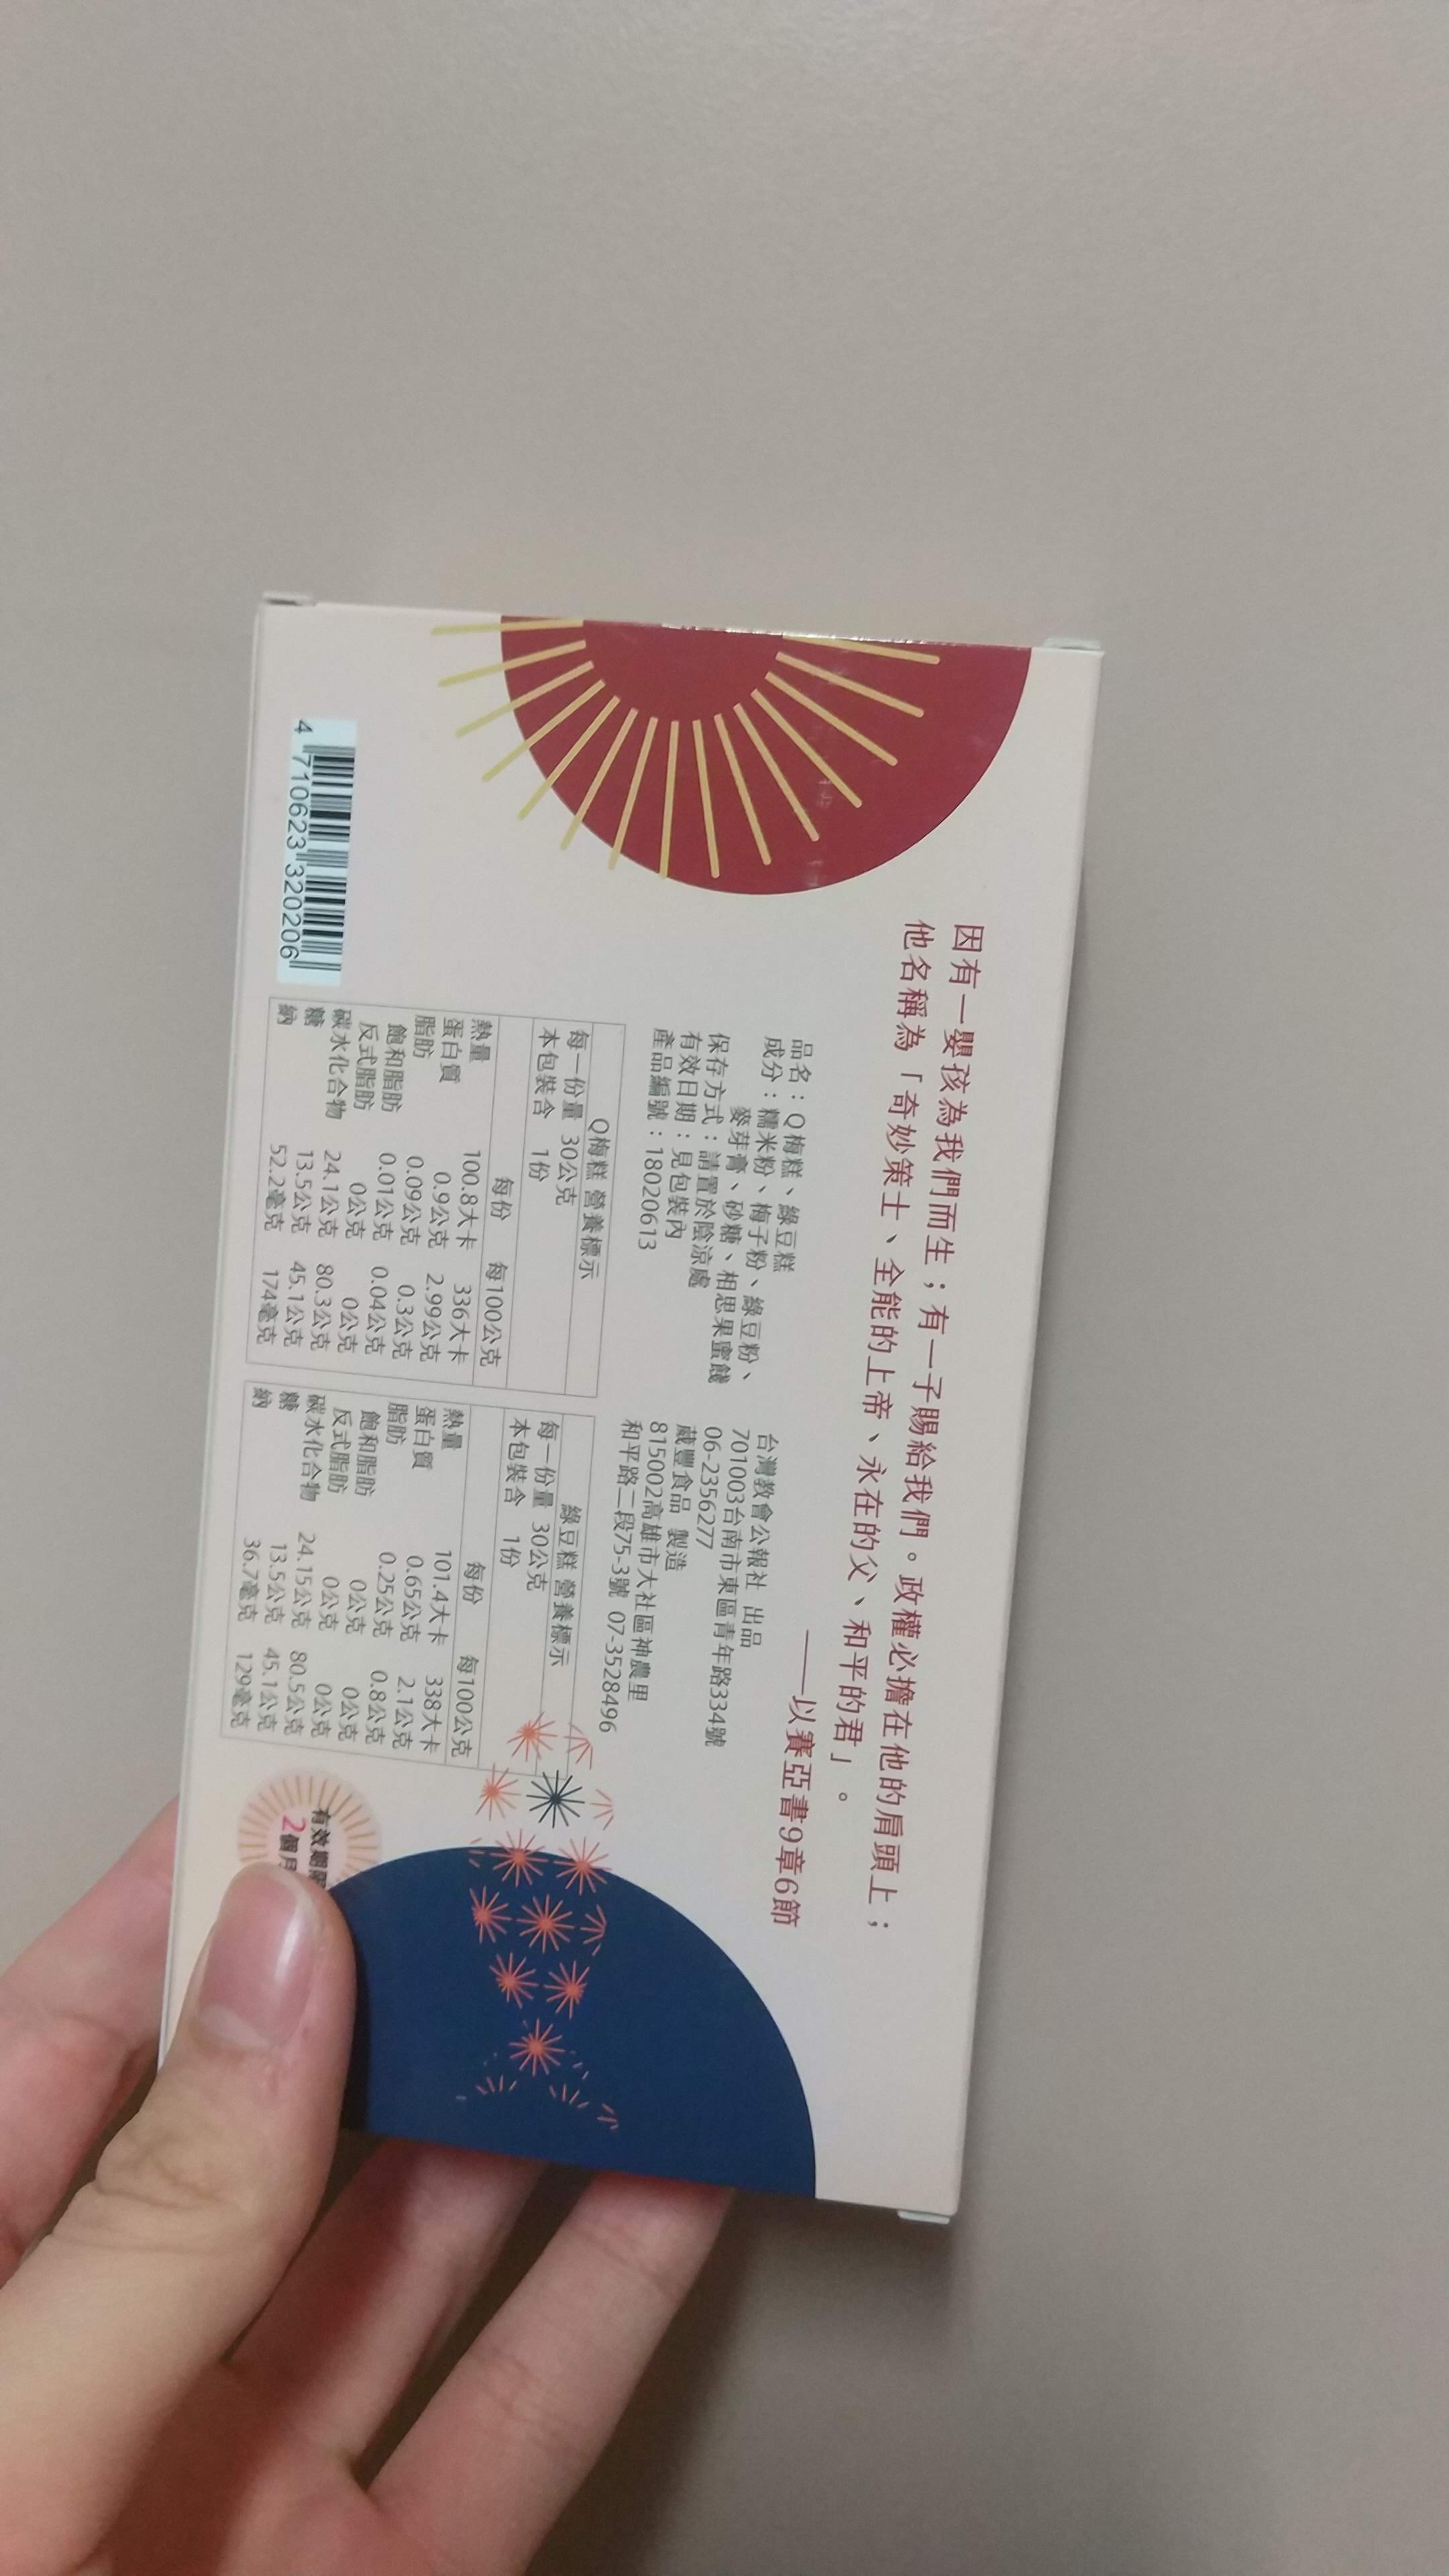 因有一嬰孩為我們而生；有一子賜給我們。政權必擔在他的肩頭上；
他名稱為「奇妙策士、全能的上帝、永在的父、和平的君」。
——以賽亞書9章6節
品名：Q梅糕、綠豆糕
成分：糯米粉、梅子粉、綠豆粉、
麥芽膏、砂糖、相思果蜜餞
保存方式：請置於陰涼處
有效日期：見包裝內
產品編號：18020613
台灣教會公報社 出品
701003台南市東區青年路334號
06-2356277
葳豐食品 製造
815002高雄市大社區神農里
和平路二段75-3號 07-3528496
Q梅糕 營養標示
每一份量 30公克
本包裝含 1份
每份 每100公克
熱量 100.8大卡 336大卡
蛋白質 0.9公克 2.99公克
脂肪 0.09公克 0.3公克
飽和脂肪 0.01公克 0.04公克
反式脂肪 0公克 0公克
碳水化合物 24.1公克 80.3公克
糖 13.5公克 45.1公克
鈉 52.2毫克 174毫克
綠豆糕 營養標示
每一份量 30公克
本包裝含 1份
每份 每100公克
熱量 101.4大卡 338大卡
蛋白質 0.65公克 2.1公克
脂肪 0.25公克 0.8公克
飽和脂肪 0公克 0公克
反式脂肪 0公克 0公克
碳水化合物 24.15公克 80.5公克
糖 13.5公克 45.1公克
鈉 36.7毫克 129毫克
4 710623 320206
有效期限
2個月